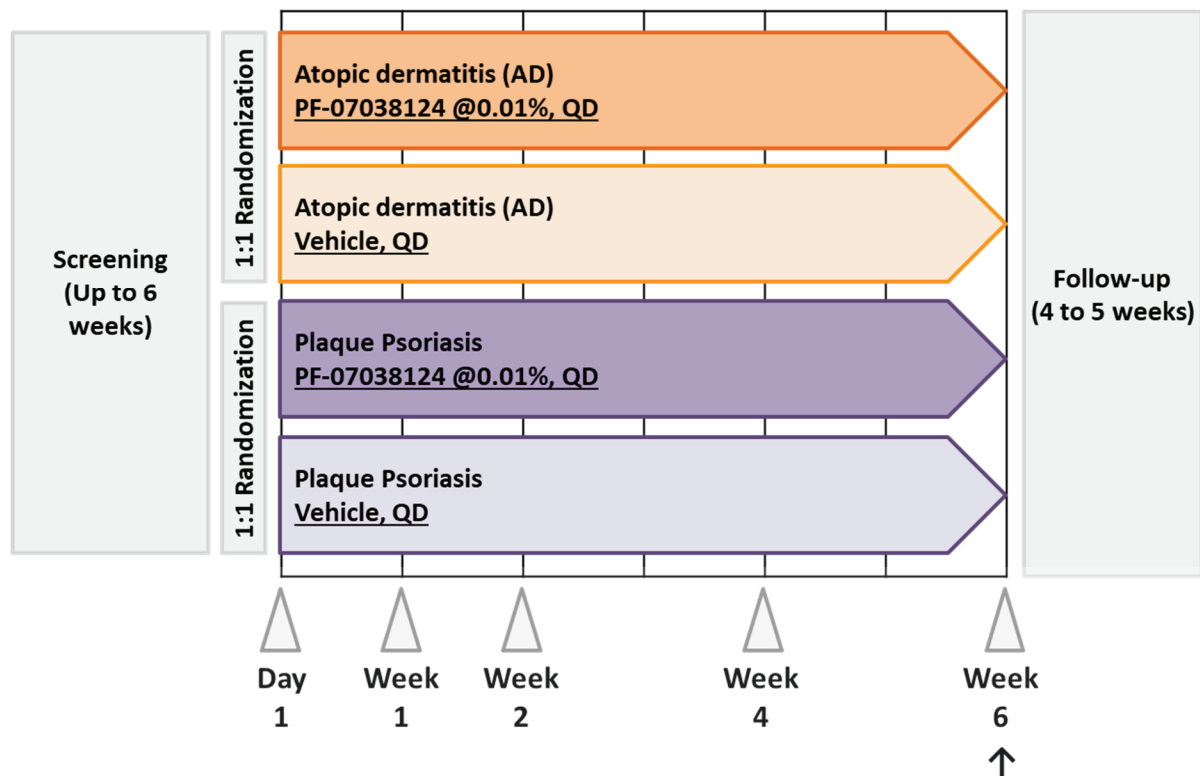 Screening
(Up to 6
weeks)
1:1 Randomization
Atopic dermatitis (AD)
PF-07038124 @0.01%, QD
Atopic dermatitis (AD)
Vehicle, QD
1:1 Randomization
Plaque Psoriasis
PF-07038124 @0.01%, QD
Plaque Psoriasis
Vehicle, QD
Follow-up
(4 to 5 weeks)
Day
1
Week
1
Week
2
Week
4
Week
6